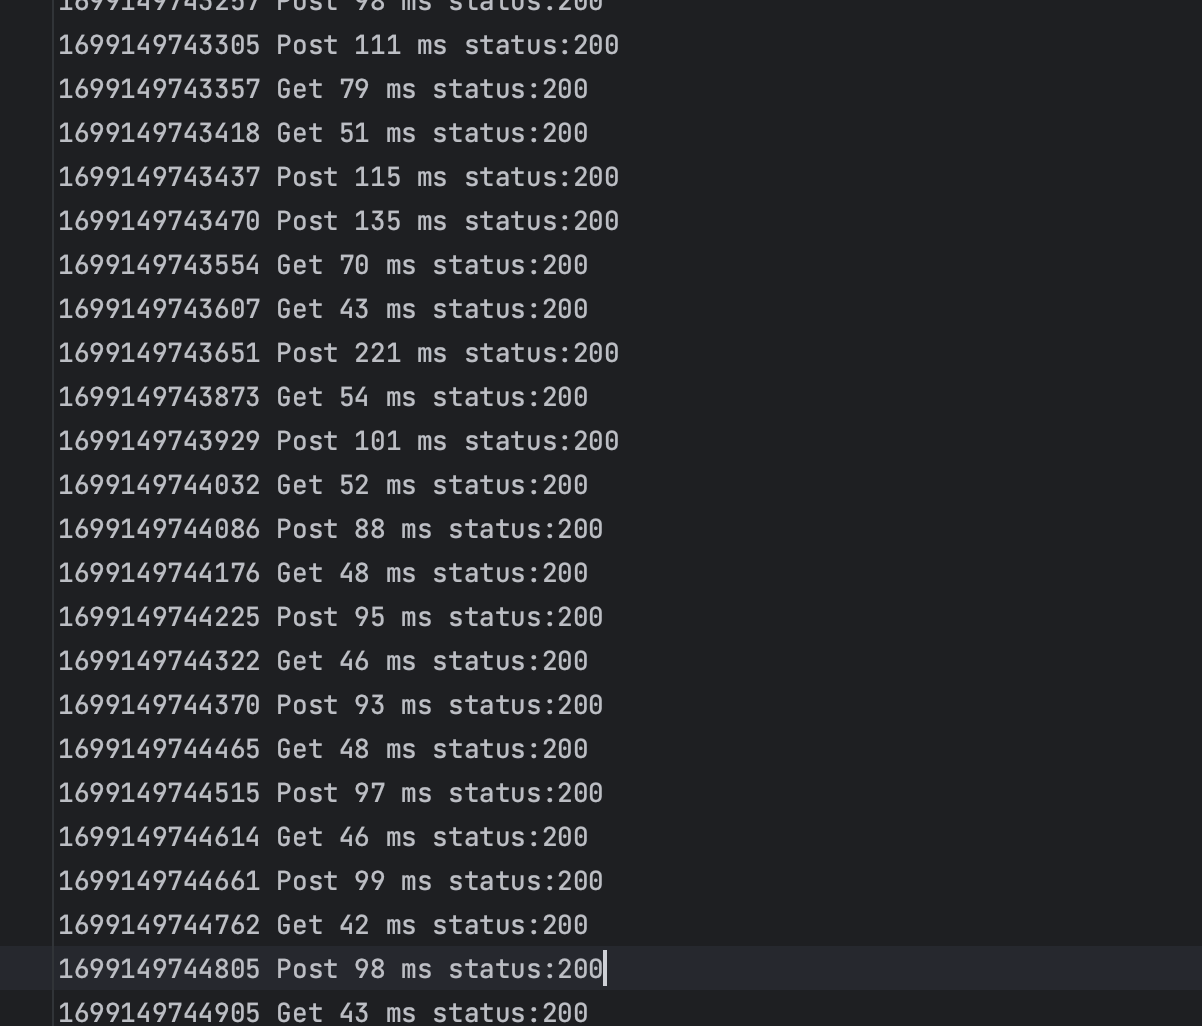 1699149743257 Post 98 ms status:200
1699149743305 Post 111 ms status:200
1699149743357 Get 79 ms status:200
1699149743418 Get 51 ms status:200
1699149743437 Post 115 ms status:200
1699149743470 Post 135 ms status:200
1699149743554 Get 70 ms status:200
1699149743607 Get 43 ms status:200
1699149743651 Post 221 ms status:200
1699149743873 Get 54 ms status:200
1699149743929 Post 101 ms status:200
1699149744032 Get 52 ms status:200
1699149744086 Post 88 ms status:200
1699149744176 Get 48 ms status:200
1699149744225 Post 95 ms status:200
1699149744322 Get 46 ms status:200
1699149744370 Post 93 ms status:200
1699149744465 Get 48 ms status:200
1699149744515 Post 97 ms status:200
1699149744614 Get 46 ms status:200
1699149744661 Post 99 ms status:200
1699149744762 Get 42 ms status:200
1699149744805 Post 98 ms status:200
1699149744905 Get 43 ms status:200